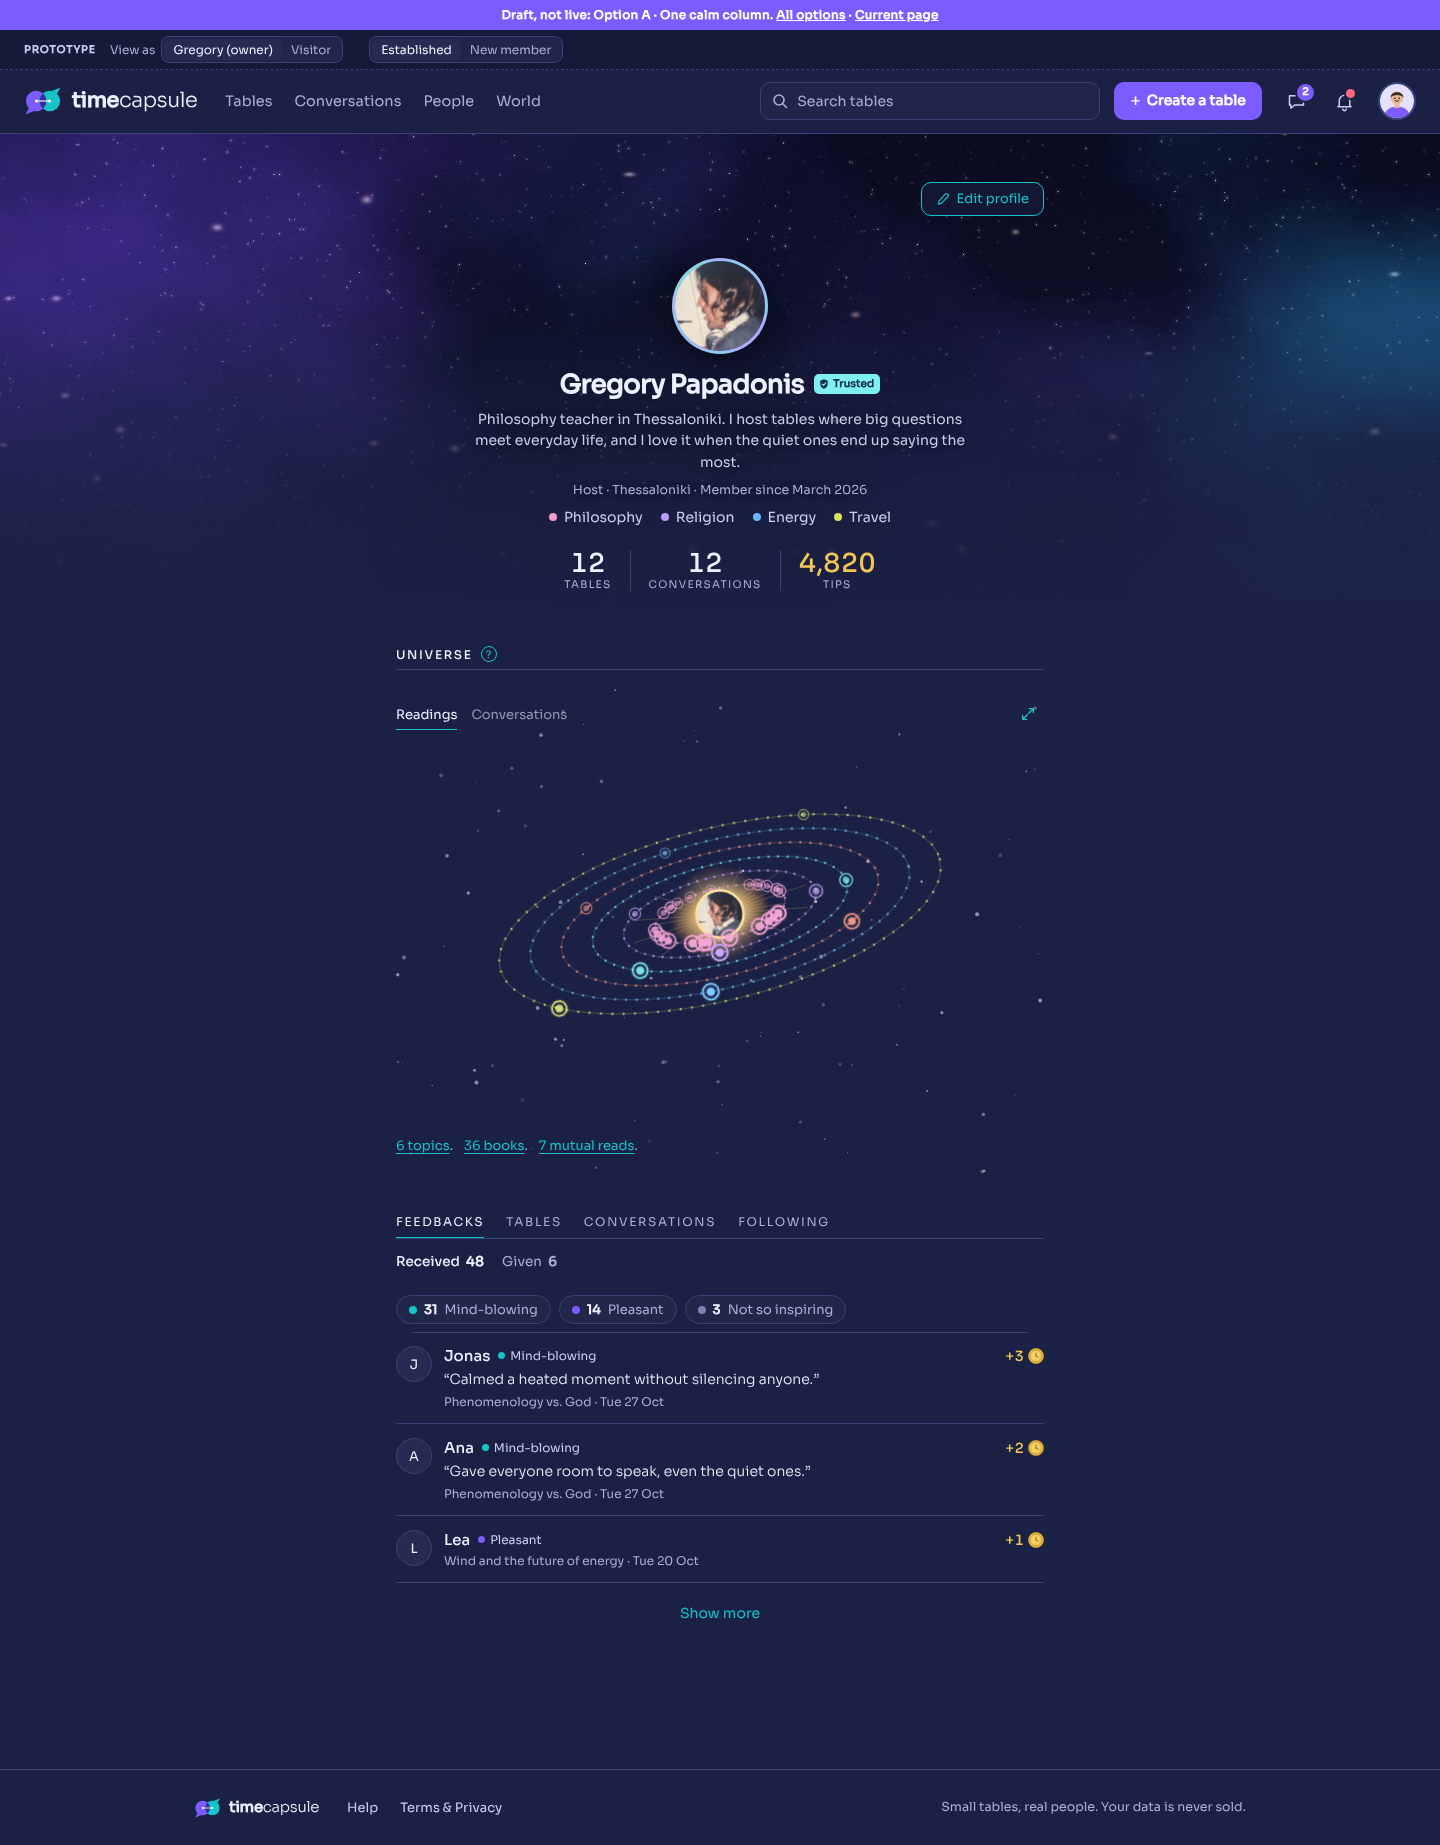 Draft, not live: Option A · One calm column. All options · Current page
PROTOTYPE View as Gregory (owner) Visitor Established New member
timecapsule Tables Conversations People World Search tables + Create a table 2
Edit profile
Gregory Papadonis Trusted
Philosophy teacher in Thessaloniki. I host tables where big questions
meet everyday life, and I love it when the quiet ones end up saying the
most.
Host · Thessaloniki · Member since March 2026
Philosophy Religion Energy Travel
12 12 4,820
TABLES CONVERSATIONS TIPS
UNIVERSE ?
Readings Conversations
6 topics. 36 books. 7 mutual reads.
FEEDBACKS TABLES CONVERSATIONS FOLLOWING
Received 48 Given 6
31 Mind-blowing 14 Pleasant 3 Not so inspiring
J Jonas Mind-blowing +3
“Calmed a heated moment without silencing anyone.”
Phenomenology vs. God · Tue 27 Oct
A Ana Mind-blowing +2
“Gave everyone room to speak, even the quiet ones.”
Phenomenology vs. God · Tue 27 Oct
L Lea Pleasant +1
Wind and the future of energy · Tue 20 Oct
Show more
timecapsule Help Terms & Privacy Small tables, real people. Your data is never sold.